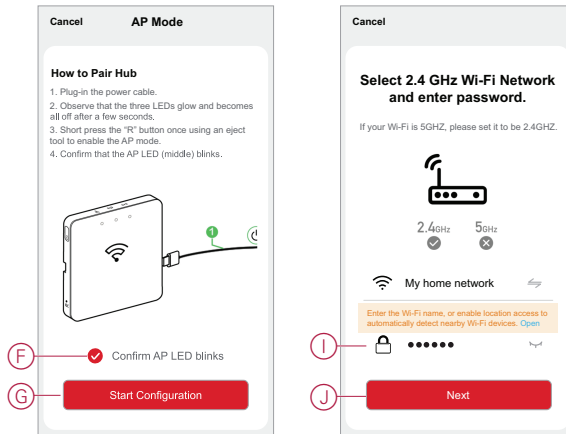 Cancel
AP Mode
How to Pair Hub
1. Plug-in the power cable.
2. Observe that the three LEDs glow and becomes
all off after a few seconds.
3. Short press the “R” button once using an eject
tool to enable the AP mode.
4. Confirm that the AP LED (middle) blinks.
1
F
Confirm AP LED blinks
G
Start Configuration
Cancel
Select 2.4 GHz Wi-Fi Network
and enter password.
If your Wi-Fi is 5GHZ, please set it to be 2.4GHZ.
2.4GHz
5GHz
My home network
Enter the Wi-Fi name, or enable location access to
automatically detect nearby Wi-Fi devices. Open
I
J
Next